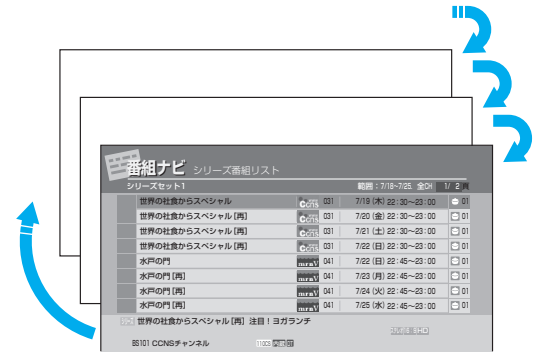 番組ナビ シリーズ番組リスト
シリーズセット1 範囲:7/18~7/25. 全CH 1/ 2頁
世界の社食からスペシャル Ccns 031 7/19 (木) 22:30~23:00 01
世界の社食からスペシャル [再] Ccns 031 7/20 (金) 22:30~23:00 01
世界の社食からスペシャル [再] Ccns 031 7/21 (土) 22:30~23:00 01
世界の社食からスペシャル [再] Ccns 031 7/22 (日) 22:30~23:00 01
水戸の門 mrnV 041 7/22 (日) 22:45~23:00 01
水戸の門 [再] mrnV 041 7/23 (月) 22:45~23:00 01
水戸の門 [再] mrnV 041 7/24 (火) 22:45~23:00 01
水戸の門 [再] mrnV 041 7/25 (水) 22:45~23:00 01
世界の社食からスペシャル [再] 注目!ヨガランチ
BS101 CCNSチャンネル 110CS